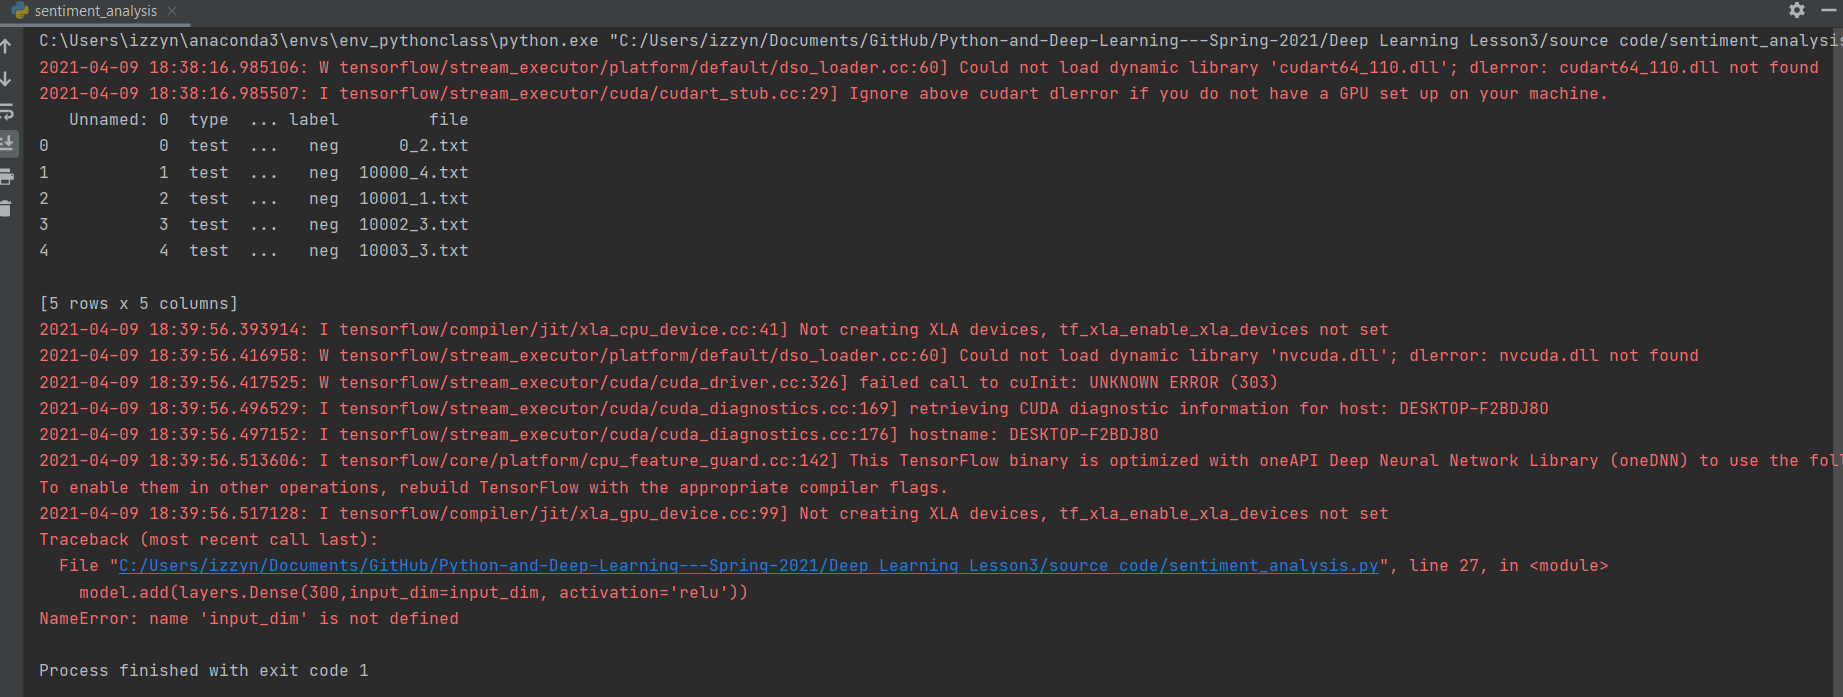 sentiment_analysis
C:\Users\izzyn\anaconda3\envs\env_pythonclass\python.exe "C:/Users/izzyn/Documents/GitHub/Python-and-Deep-Learning---Spring-2021/Deep Learning Lesson3/source code/sentiment_analysis
2021-04-09 18:38:16.985106: W tensorflow/stream_executor/platform/default/dso_loader.cc:60] Could not load dynamic library 'cudart64_110.dll'; dlerror: cudart64_110.dll not found
2021-04-09 18:38:16.985507: I tensorflow/stream_executor/cuda/cudart_stub.cc:29] Ignore above cudart dlerror if you do not have a GPU set up on your machine.
   Unnamed: 0  type  ... label         file
0           0  test  ...   neg      0_2.txt
1           1  test  ...   neg  10000_4.txt
2           2  test  ...   neg  10001_1.txt
3           3  test  ...   neg  10002_3.txt
4           4  test  ...   neg  10003_3.txt
[5 rows x 5 columns]
2021-04-09 18:39:56.393914: I tensorflow/compiler/jit/xla_cpu_device.cc:41] Not creating XLA devices, tf_xla_enable_xla_devices not set
2021-04-09 18:39:56.416958: W tensorflow/stream_executor/platform/default/dso_loader.cc:60] Could not load dynamic library 'nvcuda.dll'; dlerror: nvcuda.dll not found
2021-04-09 18:39:56.417525: W tensorflow/stream_executor/cuda/cuda_driver.cc:326] failed call to cuInit: UNKNOWN ERROR (303)
2021-04-09 18:39:56.496529: I tensorflow/stream_executor/cuda/cuda_diagnostics.cc:169] retrieving CUDA diagnostic information for host: DESKTOP-F2BDJ8O
2021-04-09 18:39:56.497152: I tensorflow/stream_executor/cuda/cuda_diagnostics.cc:176] hostname: DESKTOP-F2BDJ8O
2021-04-09 18:39:56.513606: I tensorflow/core/platform/cpu_feature_guard.cc:142] This TensorFlow binary is optimized with oneAPI Deep Neural Network Library (oneDNN) to use the fol
To enable them in other operations, rebuild TensorFlow with the appropriate compiler flags.
2021-04-09 18:39:56.517128: I tensorflow/compiler/jit/xla_gpu_device.cc:99] Not creating XLA devices, tf_xla_enable_xla_devices not set
Traceback (most recent call last):
  File "C:/Users/izzyn/Documents/GitHub/Python-and-Deep-Learning---Spring-2021/Deep Learning Lesson3/source code/sentiment_analysis.py", line 27, in <module>
    model.add(layers.Dense(300,input_dim=input_dim, activation='relu'))
NameError: name 'input_dim' is not defined
Process finished with exit code 1